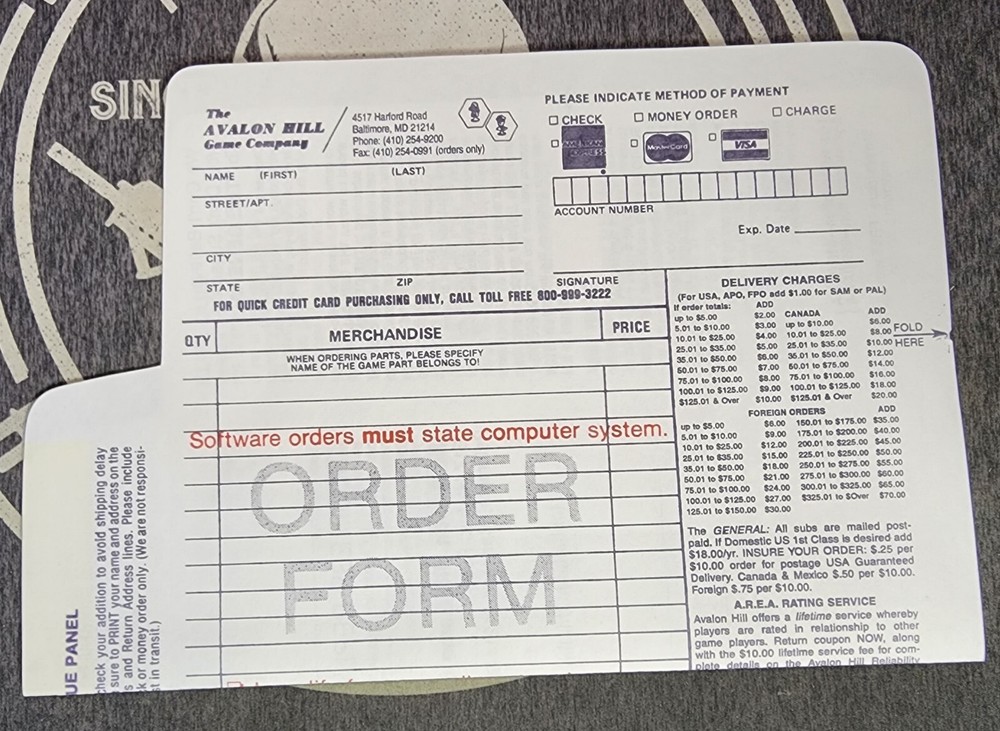 SIN
The
AVALON HILL
Game Company
4517 Harford Road
Baltimore, MD 21214
Phone: (410) 254-9200
Fax: (410) 254-0991 (orders only)
NAME (FIRST) (LAST)
STREET/APT.
CITY
STATE ZIP
FOR QUICK CREDIT CARD PURCHASING ONLY, CALL TOLL FREE 800-999-3222
PLEASE INDICATE METHOD OF PAYMENT
CHECK MONEY ORDER CHARGE
MasterCard VISA
ACCOUNT NUMBER
Exp. Date
SIGNATURE
QTY MERCHANDISE PRICE
WHEN ORDERING PARTS, PLEASE SPECIFY
NAME OF THE GAME PART BELONGS TO!
Software orders must state computer system.
ORDER
FORM
DELIVERY CHARGES
(For USA, APO, FPO add $1.00 for SAM or PAL)
If order totals: ADD
up to $5.00 $2.00 CANADA ADD
5.01 to $10.00 $3.00 up to $10.00 $6.00
10.01 to $25.00 $4.00 10.01 to $25.00 $8.00
25.01 to $35.00 $5.00 25.01 to $35.00 $10.00
35.01 to $50.00 $6.00 35.01 to $50.00 $12.00
50.01 to $75.00 $7.00 50.01 to $75.00 $14.00
75.01 to $100.00 $8.00 75.01 to $100.00 $16.00
100.01 to $125.00 $9.00 100.01 to $125.00 $18.00
$125.01 & Over $10.00 $125.01 & Over $20.00
FOLD
HERE
FOREIGN ORDERS ADD
up to $5.00 $6.00 150.01 to $175.00 $35.00
5.01 to $10.00 $9.00 175.01 to $200.00 $40.00
10.01 to $25.00 $12.00 200.01 to $225.00 $45.00
25.01 to $35.00 $15.00 225.01 to $250.00 $50.00
35.01 to $50.00 $18.00 250.01 to $275.00 $55.00
50.01 to $75.00 $21.00 275.01 to $300.00 $60.00
75.01 to $100.00 $24.00 300.01 to $325.00 $65.00
100.01 to $125.00 $27.00 $325.01 to $Over $70.00
125.01 to $150.00 $30.00
The GENERAL: All subs are mailed post-
paid. If Domestic US 1st Class is desired add
$18.00/yr. INSURE YOUR ORDER: $.25 per
$10.00 order for postage USA Guaranteed
Delivery. Canada & Mexico $.50 per $10.00.
Foreign $.75 per $10.00.
A.R.E.A. RATING SERVICE
Avalon Hill offers a lifetime service whereby
players are rated in relationship to other
game players. Return coupon NOW, along
with the $10.00 lifetime service fee for com-
plete details on the Avalon Hill Reliability
UE PANEL
check your addition to avoid shipping delay
sure to PRINT your name and address on the
s and Return Address lines. Please include
k or money order only. (We are not responsi-
st in transit.)